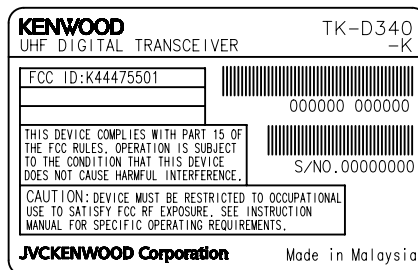 KENWOOD TK-D340
UHF DIGITAL TRANSCEIVER -K
FCC ID:K44475501
000000 000000
THIS DEVICE COMPLIES WITH PART 15 OF
THE FCC RULES. OPERATION IS SUBJECT
TO THE CONDITION THAT THIS DEVICE
DOES NOT CAUSE HARMFUL INTERFERENCE.
S/NO.00000000
CAUTION: DEVICE MUST BE RESTRICTED TO OCCUPATIONAL
USE TO SATISFY FCC RF EXPOSURE. SEE INSTRUCTION
MANUAL FOR SPECIFIC OPERATING REQUIREMENTS.
JVCKENWOOD Corporation Made in Malaysia